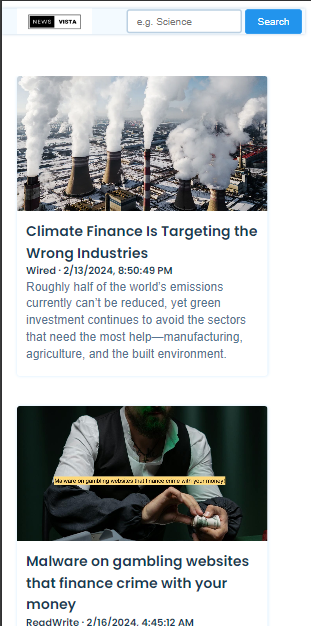 NEWS VISTA
e.g. Science
Search
Climate Finance Is Targeting the
Wrong Industries
Wired · 2/13/2024, 8:50:49 PM
Roughly half of the world's emissions
currently can't be reduced, yet green
investment continues to avoid the sectors
that need the most help—manufacturing,
agriculture, and the built environment.
Malware on gambling websites that finance crime with your money!
Malware on gambling websites
that finance crime with your
money
ReadWrite · 2/16/2024, 4:45:12 AM